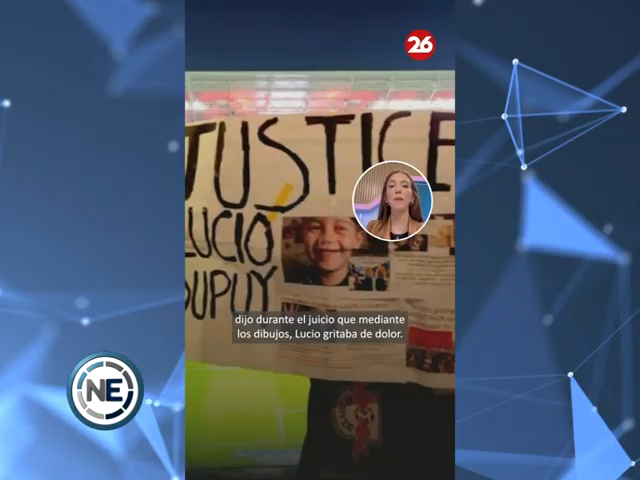 26
JUSTICE
LUCIO
DUPUY
dijo durante el juicio que mediante
los dibujos, Lucio gritaba de dolor.
NE